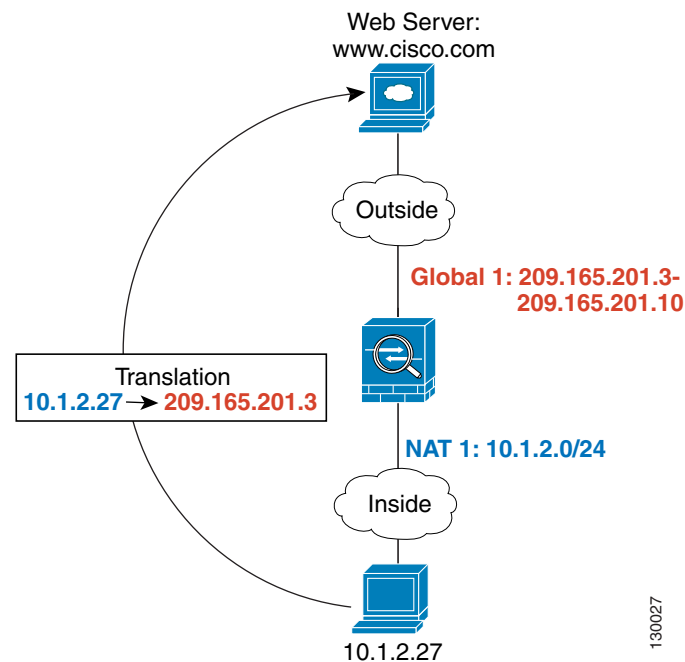 Web Server:
www.cisco.com
Outside
Global 1: 209.165.201.3-
209.165.201.10
Translation
10.1.2.27 209.165.201.3
NAT 1: 10.1.2.0/24
Inside
10.1.2.27
130027